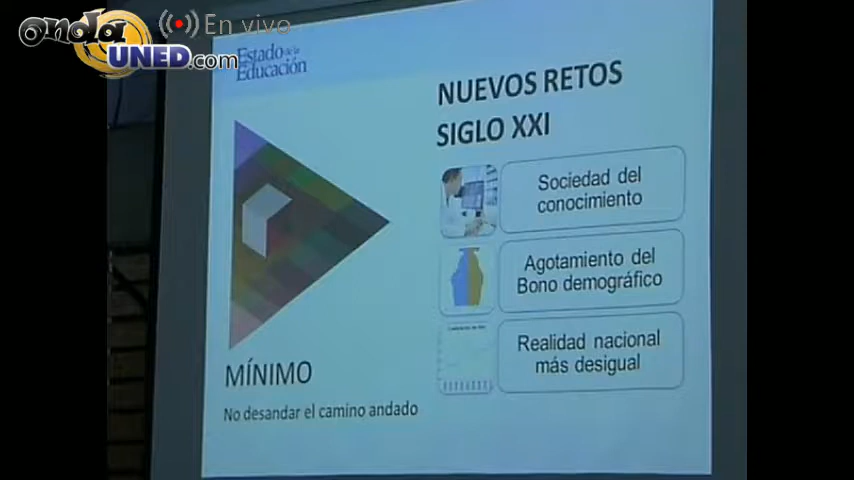 onda
UNED.com
En vivo
Estado de la
Educación
NUEVOS RETOS
SIGLO XXI
Sociedad del
conocimiento
Agotamiento del
Bono demográfico
Realidad nacional
más desigual
MÍNIMO
No desandar el camino andado